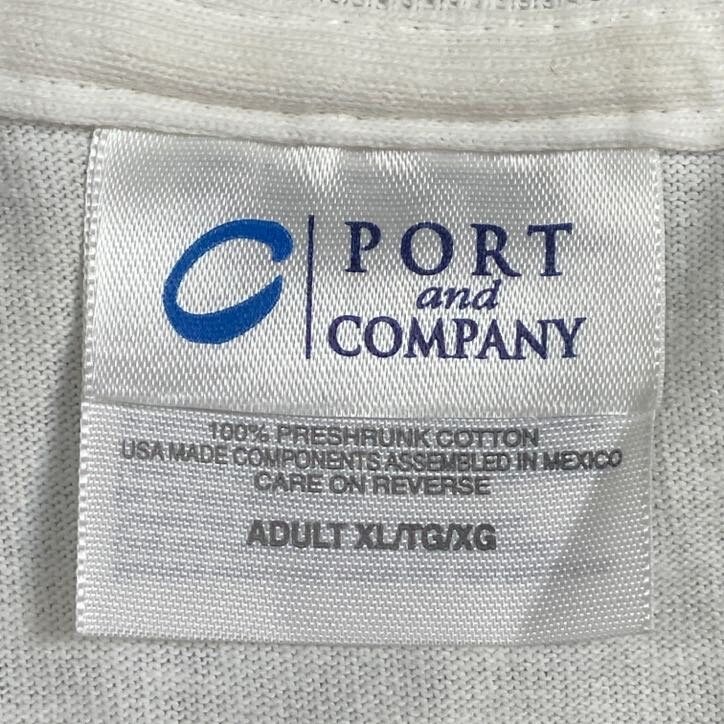 PORT
and
COMPANY
100% PRESHRUNK COTTON
USA MADE COMPONENTS ASSEMBLED IN MEXICO
CARE ON REVERSE
ADULT XL/TG/XG